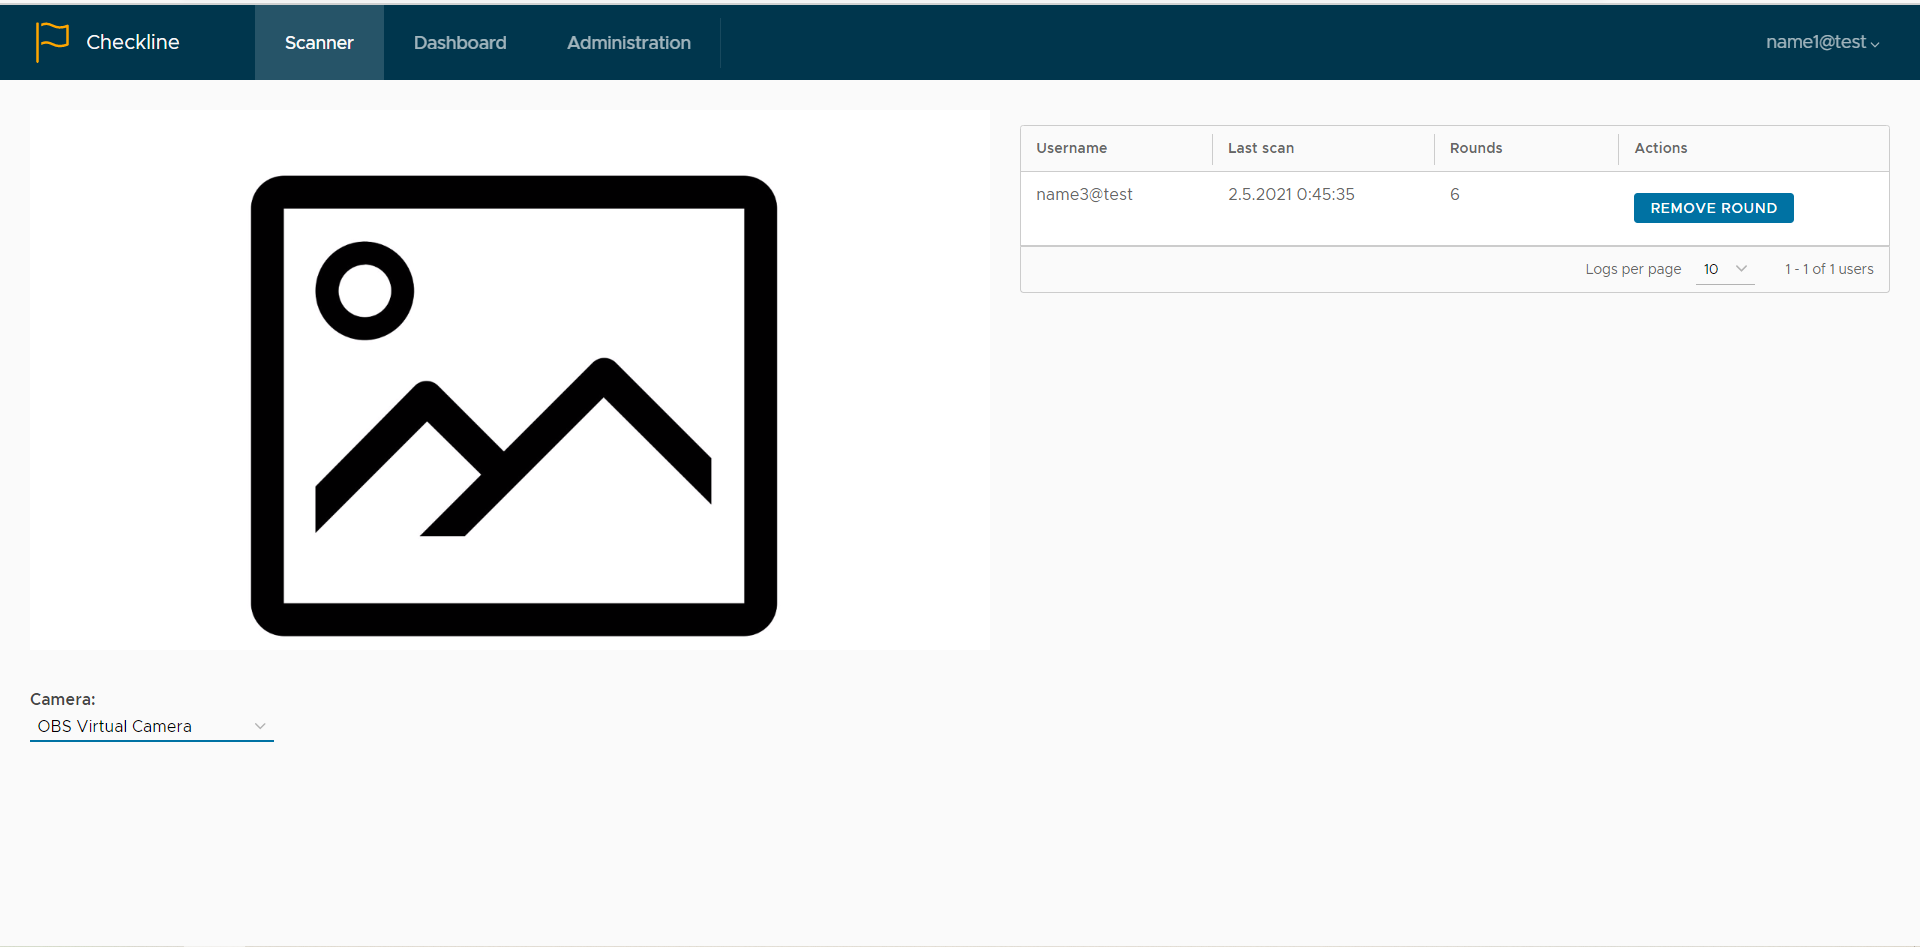 Checkline
Scanner
Dashboard
Administration
name1@test
Username Last scan Rounds Actions
name3@test 2.5.2021 0:45:35 6 REMOVE ROUND
Logs per page 10 1 - 1 of 1 users
Camera:
OBS Virtual Camera